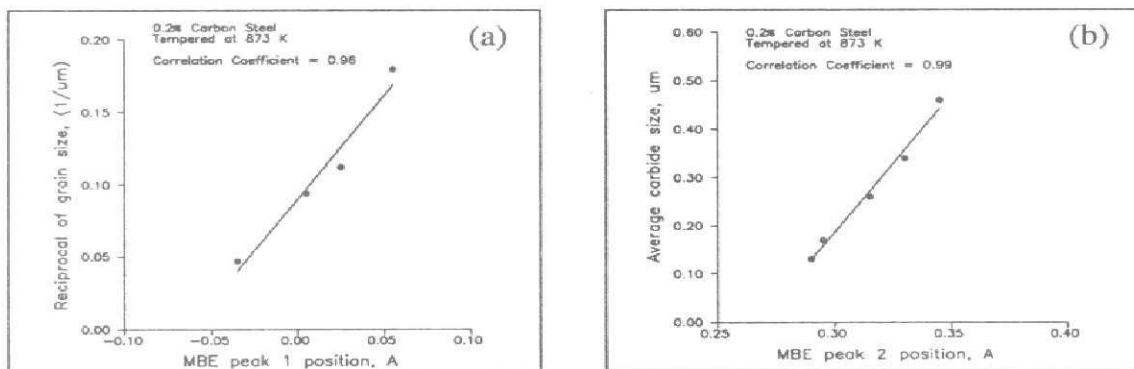 (a)
0.2% Carbon Steel
Tempered at 873 K
Correlation Coefficient = 0.96
Reciprocal of grain size, (1/um)
0.20
0.15
0.10
0.05
0.00
−0.10
−0.05
0.00
0.05
0.10
MBE peak 1 position, A
(b)
0.2% Carbon Steel
Tempered at 873 K
Correlation Coefficient = 0.99
Average carbide size, um
0.60
0.50
0.40
0.30
0.20
0.10
0.00
0.25
0.30
0.35
0.40
MBE peak 2 position, A